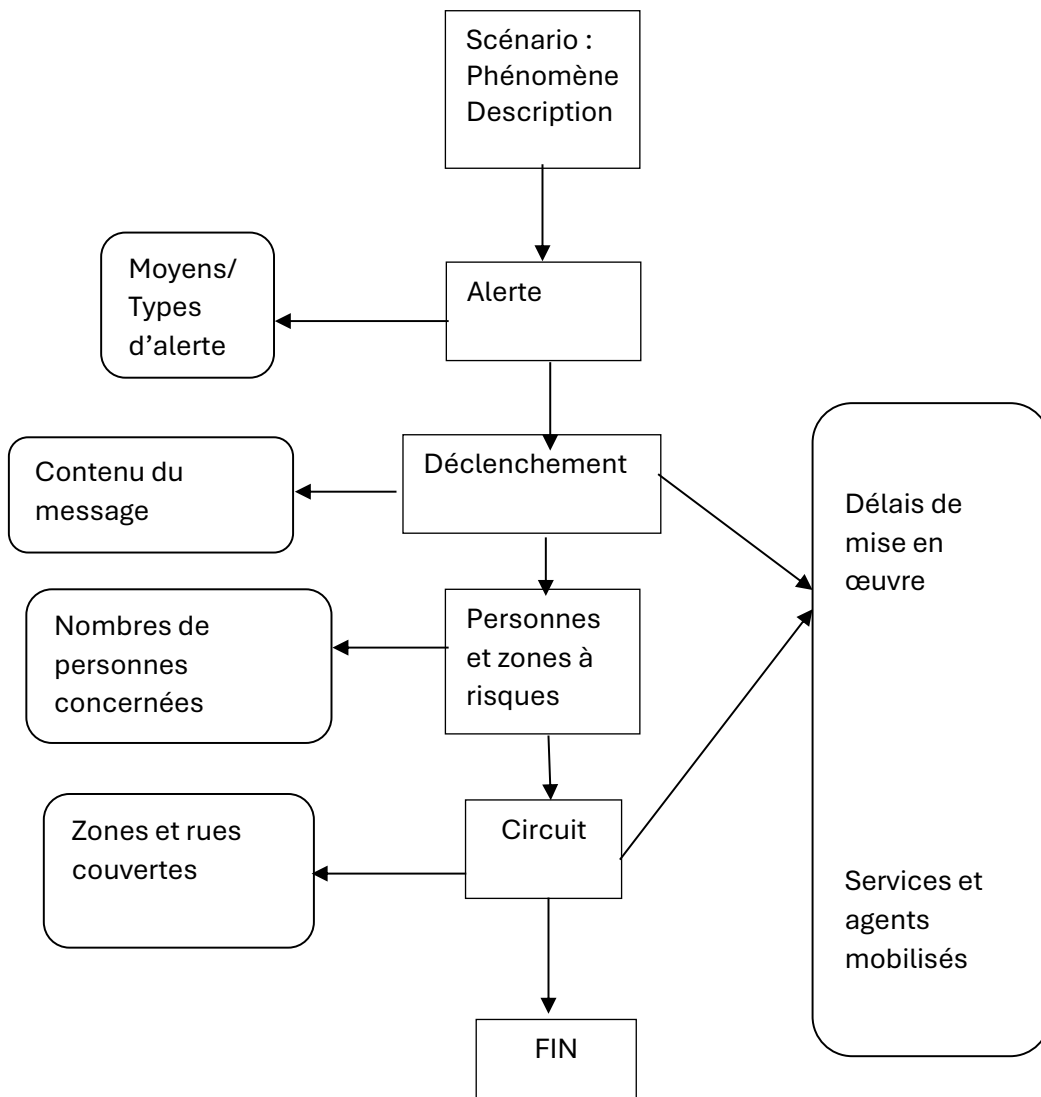 Scénario :
Phénomène
Description
Moyens/
Types
d’alerte
Alerte
Déclenchement
Contenu du
message
Délais de
mise en
œuvre
Personnes
et zones à
risques
Nombres de
personnes
concernées
Circuit
Zones et rues
couvertes
Services et
agents
mobilisés
FIN